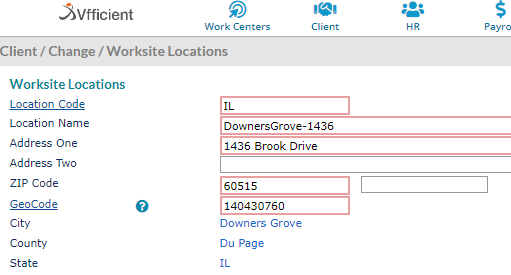 Vfficient
Work Centers
Client
HR
Client / Change / Worksite Locations
Worksite Locations
Location Code IL
Location Name DownersGrove-1436
Address One 1436 Brook Drive
Address Two
ZIP Code 60515
GeoCode ? 140430760
City Downers Grove
County Du Page
State IL